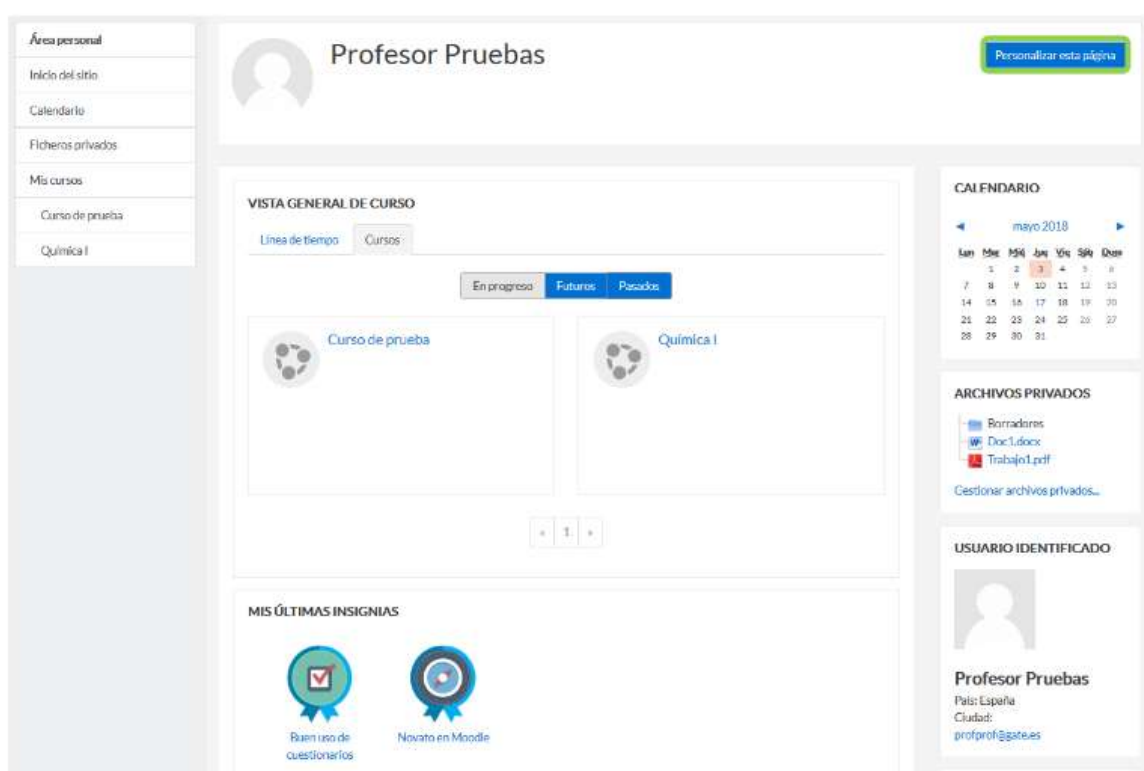 Área personal
Inicio del sitio
Calendario
Ficheros privados
Mis cursos
Curso de prueba
Química I
Profesor Pruebas
Personalizar esta página
VISTA GENERAL DE CURSO
Línea de tiempo Cursos
En progreso Futuros Pasados
Curso de prueba
Química I
« 1 »
MIS ÚLTIMAS INSIGNIAS
Buen uso de
cuestionarios
Novato en Moodle
CALENDARIO
◄ mayo 2018 ►
Lun Mar Mié Jue Vie Sáb Dom
1 2 3 4 5 6
7 8 9 10 11 12 13
14 15 16 17 18 19 20
21 22 23 24 25 26 27
28 29 30 31
ARCHIVOS PRIVADOS
Borradores
Doc1.docx
Trabajo1.pdf
Gestionar archivos privados...
USUARIO IDENTIFICADO
Profesor Pruebas
País: España
Ciudad:
profprof@gate.es